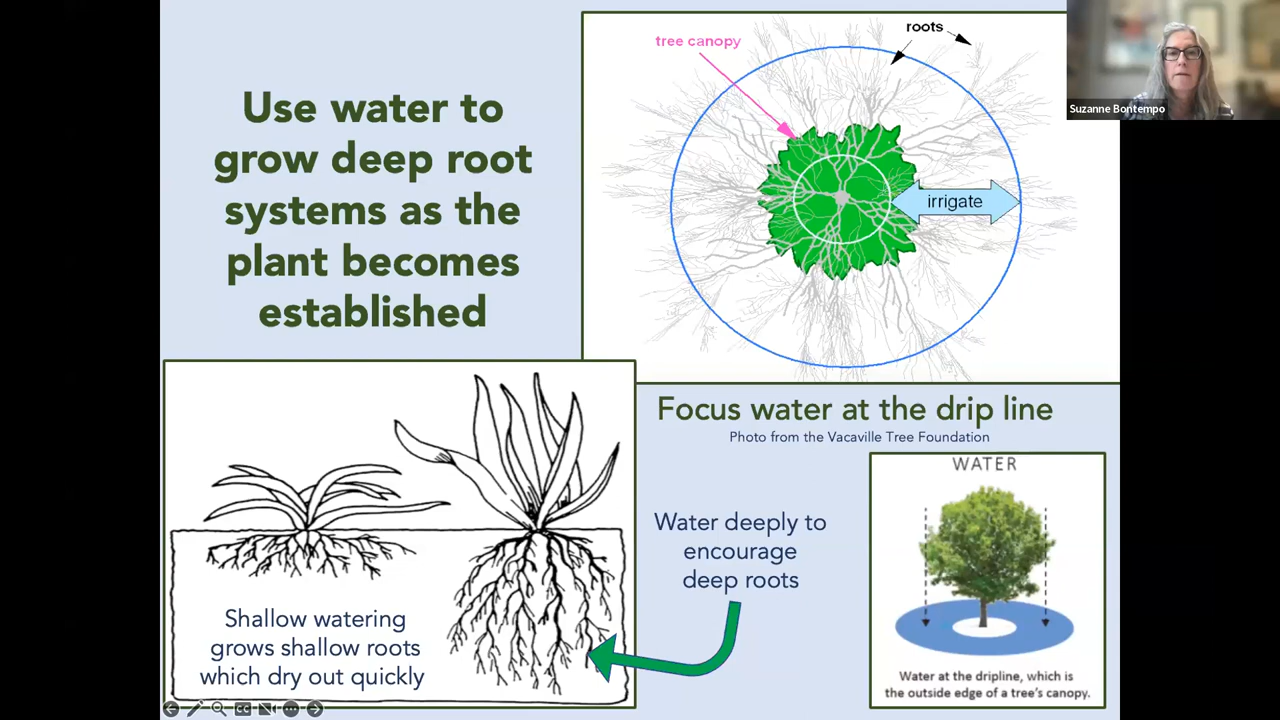 Use water to
grow deep root
systems as the
plant becomes
established
tree canopy
roots
irrigate
Suzanne Bontempo
Focus water at the drip line
Photo from the Vacaville Tree Foundation
Shallow watering
grows shallow roots
which dry out quickly
Water deeply to
encourage
deep roots
WATER
Water at the dripline, which is
the outside edge of a tree's canopy.
CC